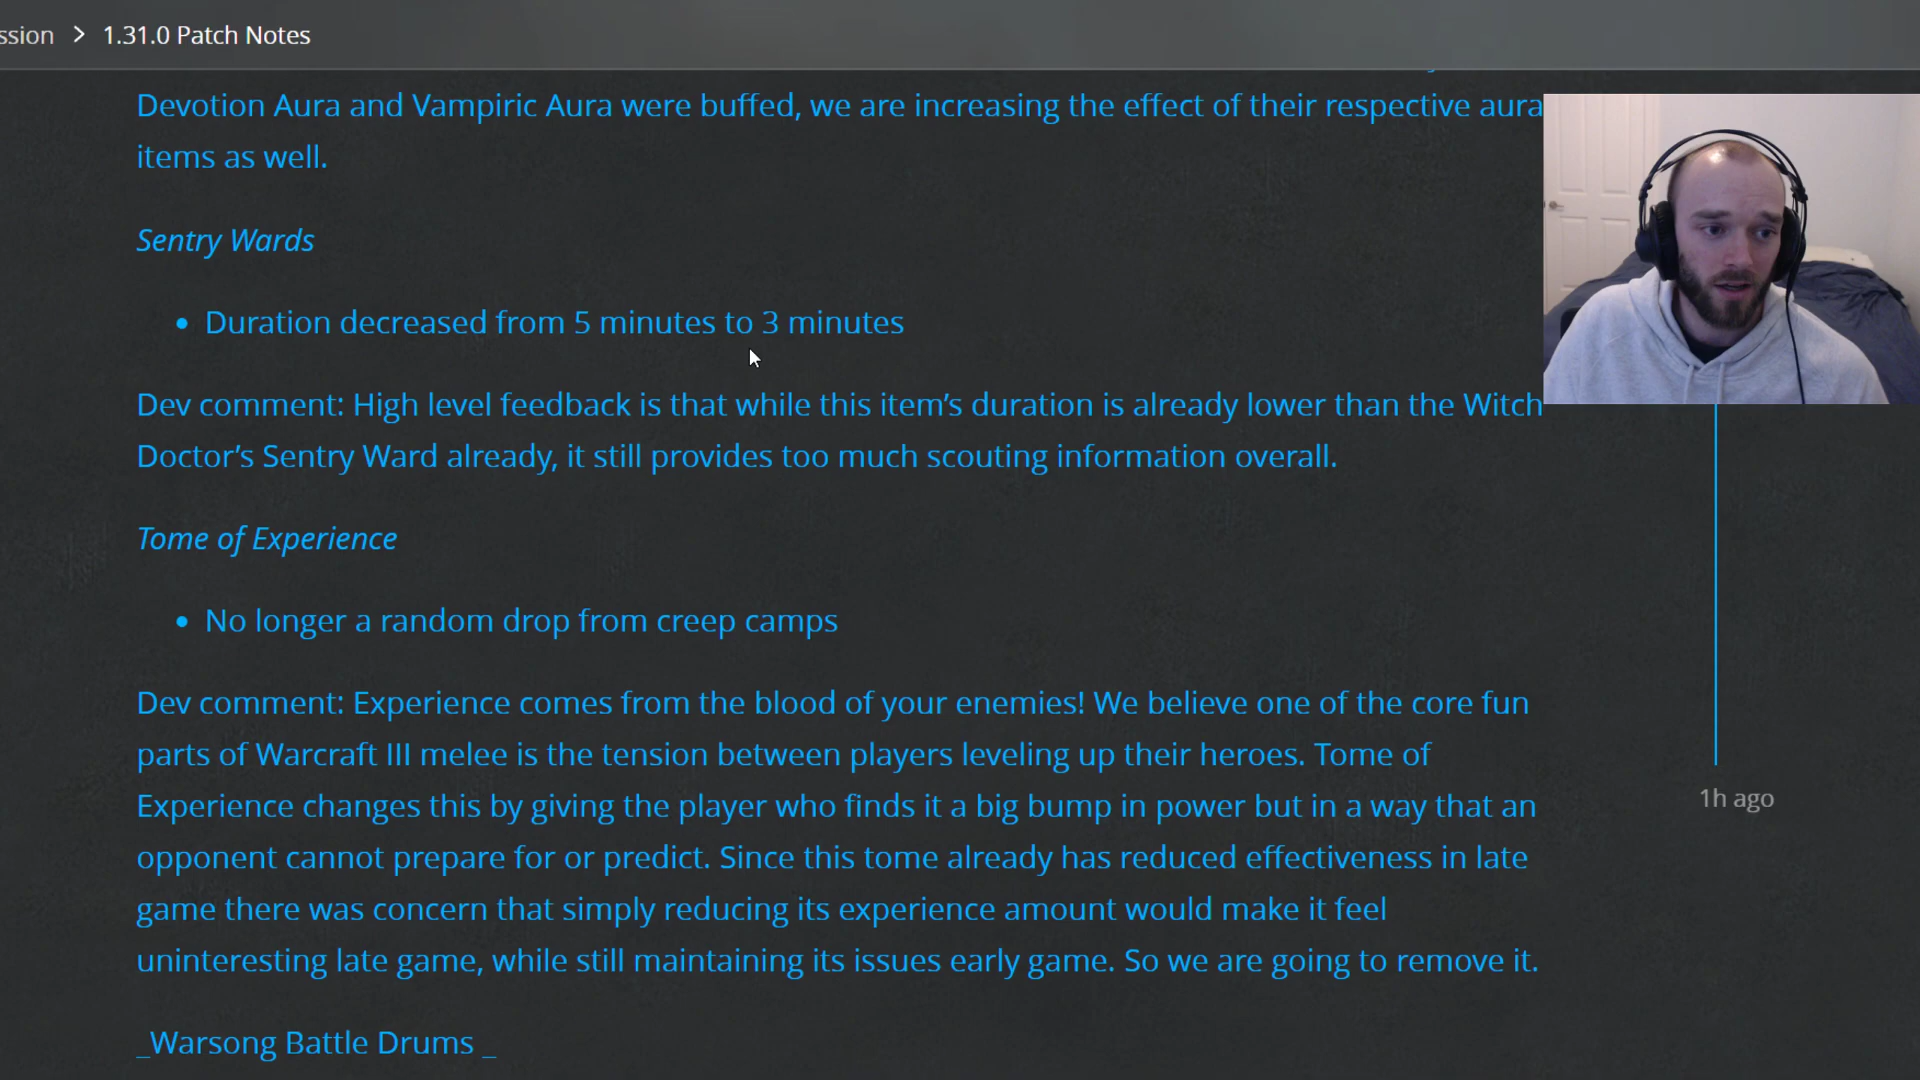 ssion > 1.31.0 Patch Notes
Devotion Aura and Vampiric Aura were buffed, we are increasing the effect of their respective aura
items as well.
Sentry Wards
• Duration decreased from 5 minutes to 3 minutes
Dev comment: High level feedback is that while this item’s duration is already lower than the Witch
Doctor’s Sentry Ward already, it still provides too much scouting information overall.
Tome of Experience
• No longer a random drop from creep camps
Dev comment: Experience comes from the blood of your enemies! We believe one of the core fun
parts of Warcraft III melee is the tension between players leveling up their heroes. Tome of
Experience changes this by giving the player who finds it a big bump in power but in a way that an
opponent cannot prepare for or predict. Since this tome already has reduced effectiveness in late
game there was concern that simply reducing its experience amount would make it feel
uninteresting late game, while still maintaining its issues early game. So we are going to remove it.
1h ago
_Warsong Battle Drums _